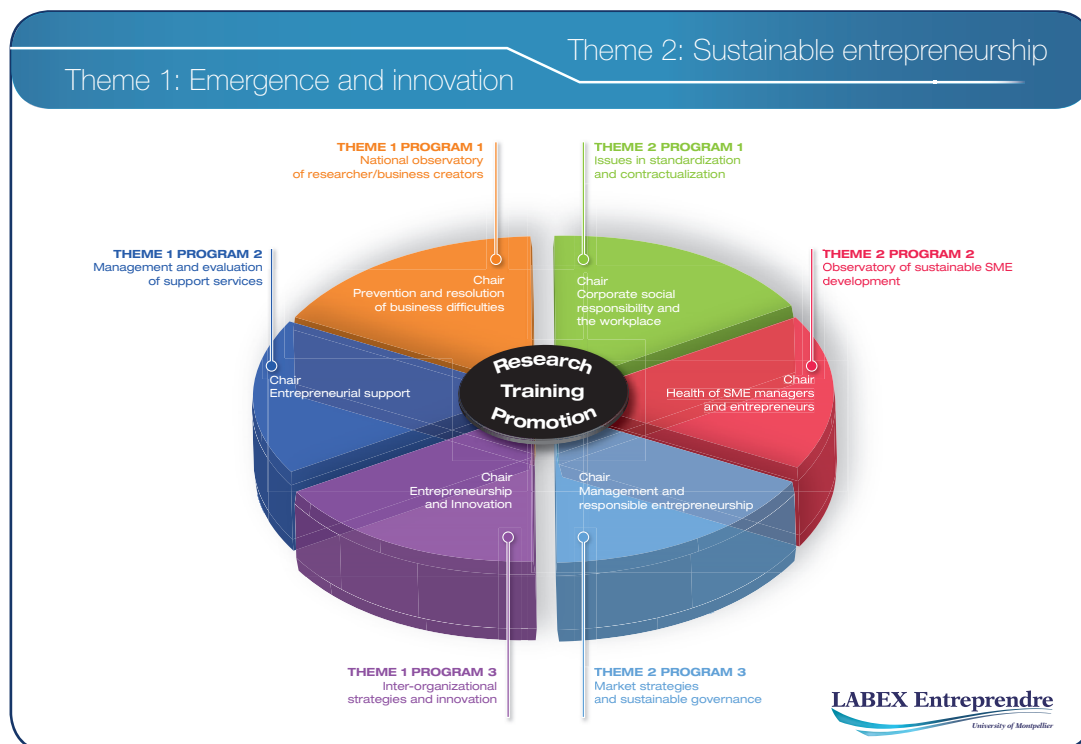 Theme 1: Emergence and innovation
Theme 2: Sustainable entrepreneurship
THEME 1 PROGRAM 1
National observatory
of researcher/business creators
THEME 2 PROGRAM 1
Issues in standardization
and contractualization
THEME 1 PROGRAM 2
Management and evaluation
of support services
THEME 2 PROGRAM 2
Observatory of sustainable SME
development
Chair
Prevention and resolution
of business difficulties
Chair
Corporate social
responsibility and
the workplace
Chair
Entrepreneurial support
Research
Training
Promotion
Chair
Health of SME managers
and entrepreneurs
Chair
Entrepreneurship
and Innovation
Chair
Management and
responsible entrepreneurship
THEME 1 PROGRAM 3
Inter-organizational
strategies and innovation
THEME 2 PROGRAM 3
Market strategies
and sustainable governance
LABEX Entreprendre
University of Montpellier